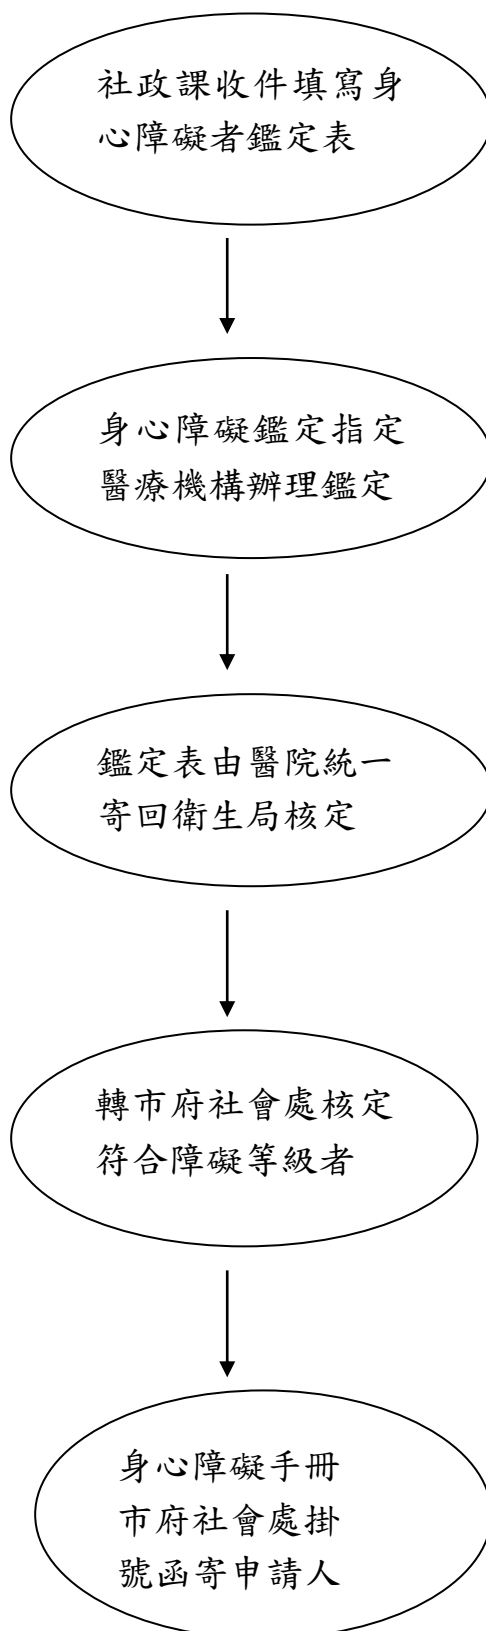 社政課收件填寫身
心障礙者鑑定表
身心障礙鑑定指定
醫療機構辦理鑑定
鑑定表由醫院統一
寄回衛生局核定
轉市府社會處核定
符合障礙等級者
身心障礙手冊
市府社會處掛
號函寄申請人